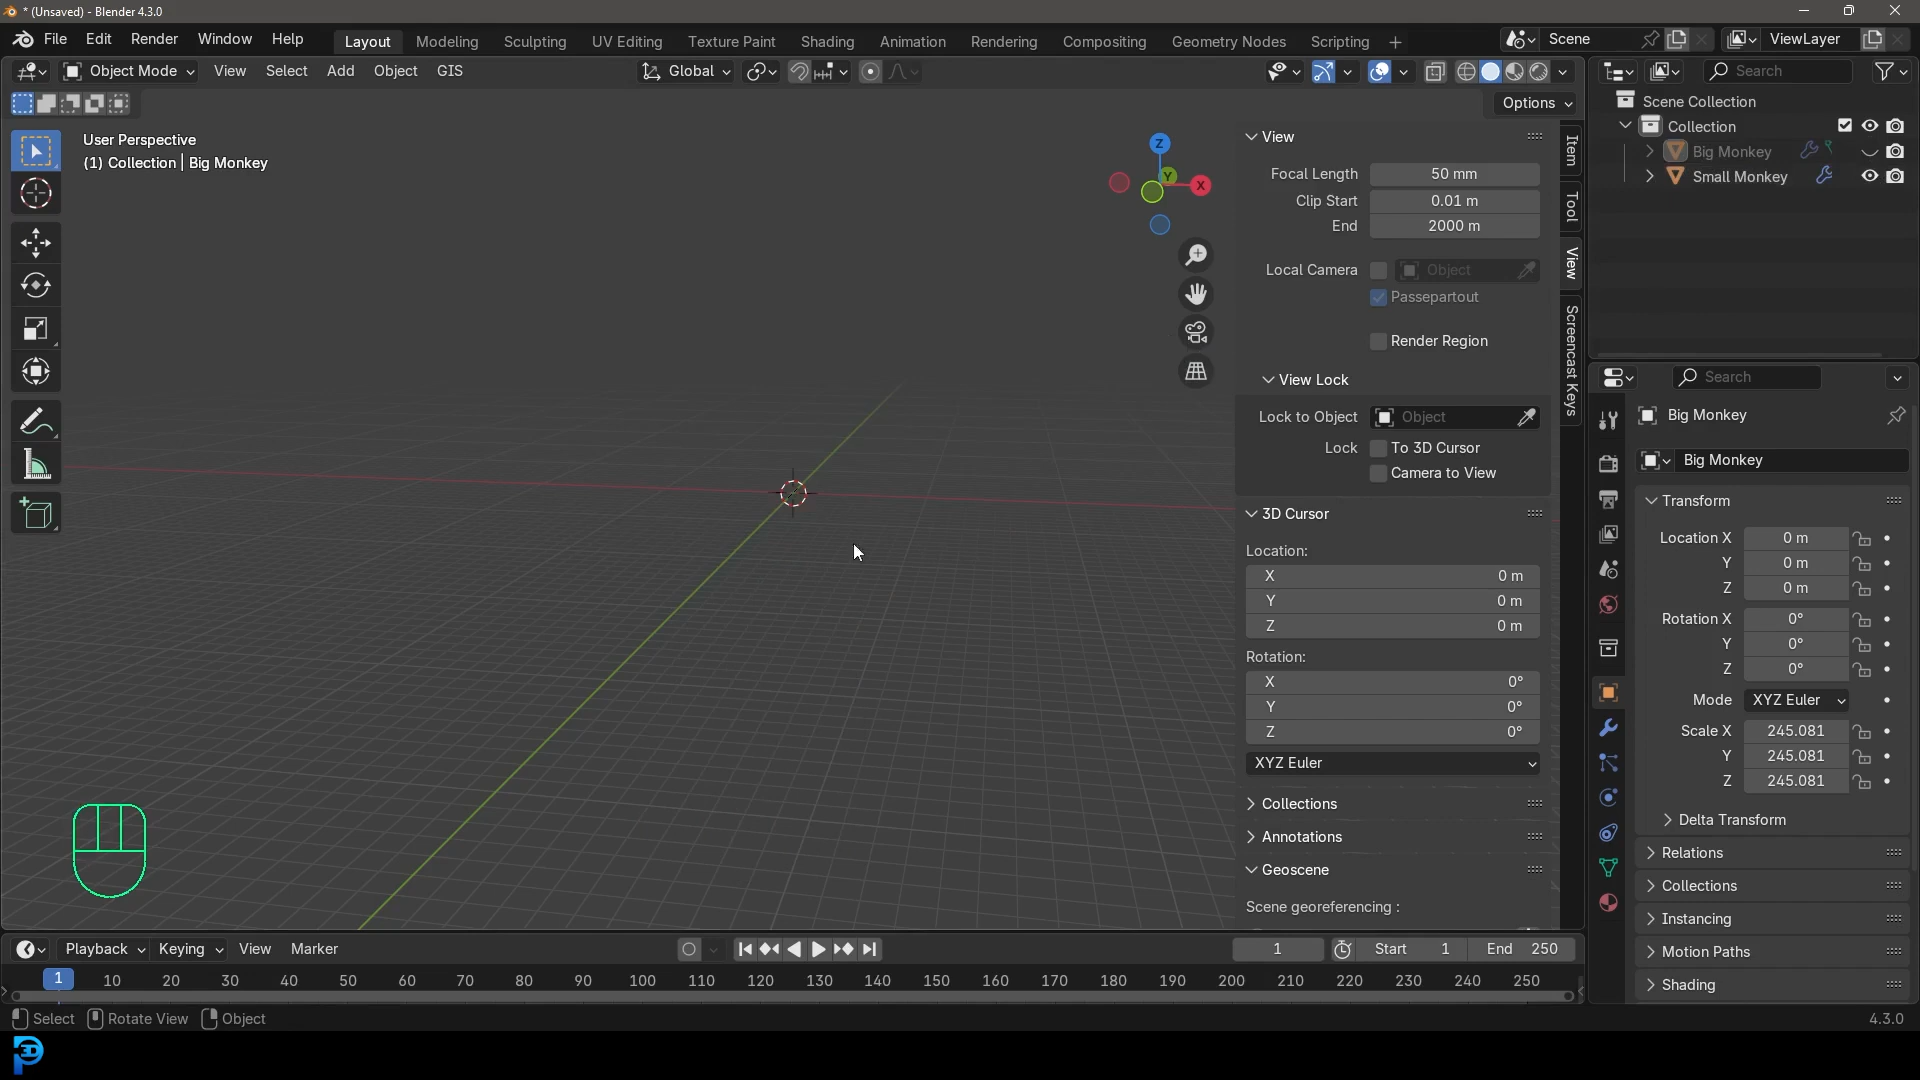 * (Unsaved) - Blender 4.3.0
File Edit Render Window Help Layout Modeling Sculpting UV Editing Texture Paint Shading Animation Rendering Compositing Geometry Nodes Scripting + Scene ViewLayer
Object Mode View Select Add Object GIS Global Search
Options
User Perspective
(1) Collection | Big Monkey
Z
Y
X
View
Focal Length 50 mm
Clip Start 0.01 m
End 2000 m
Local Camera Object
Passepartout
Render Region
View Lock
Lock to Object Object
Lock To 3D Cursor
Camera to View
3D Cursor
Location:
X 0 m
Y 0 m
Z 0 m
Rotation:
X 0°
Y 0°
Z 0°
XYZ Euler
Collections
Annotations
Geoscene
Scene georeferencing :
Item
Tool
View
Screencast Keys
Scene Collection
Collection
Big Monkey
Small Monkey
Search
Big Monkey
Big Monkey
Transform
Location X 0 m
Y 0 m
Z 0 m
Rotation X 0°
Y 0°
Z 0°
Mode XYZ Euler
Scale X 245.081
Y 245.081
Z 245.081
Delta Transform
Relations
Collections
Instancing
Motion Paths
Shading
Playback Keying View Marker 1 Start 1 End 250
1 10 20 30 40 50 60 70 80 90 100 110 120 130 140 150 160 170 180 190 200 210 220 230 240 250
Select Rotate View Object 4.3.0